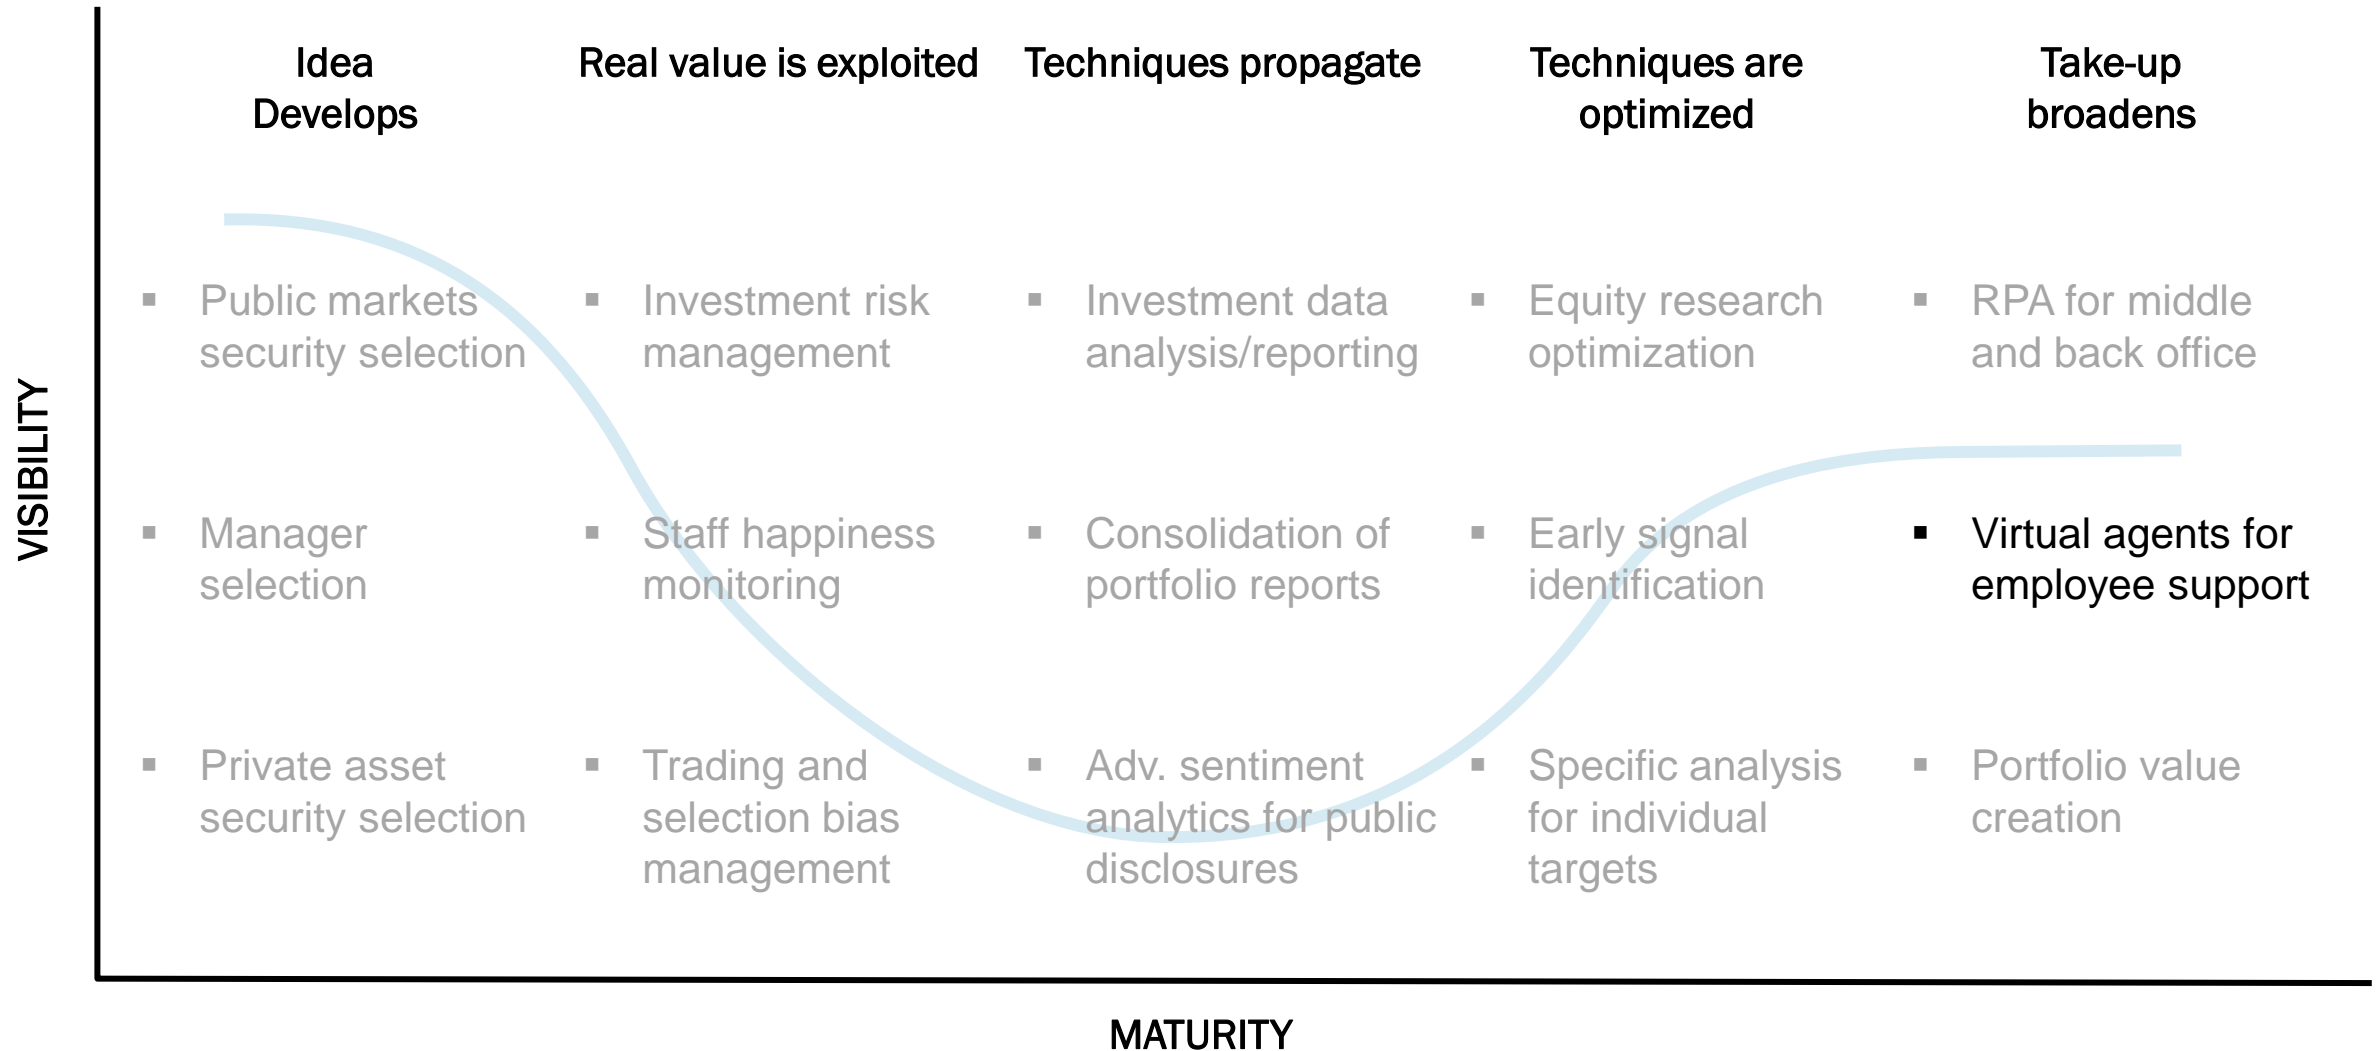 Idea
Develops
Real value is exploited
Techniques propagate
Techniques are
optimized
Take-up
broadens
VISIBILITY
▪ Public markets
security selection
▪ Investment risk
management
▪ Investment data
analysis/reporting
▪ Equity research
optimization
▪ RPA for middle
and back office
▪ Manager
selection
▪ Staff happiness
monitoring
▪ Consolidation of
portfolio reports
▪ Early signal
identification
▪ Virtual agents for
employee support
▪ Private asset
security selection
▪ Trading and
selection bias
management
▪ Adv. sentiment
analytics for public
disclosures
▪ Specific analysis
for individual
targets
▪ Portfolio value
creation
MATURITY